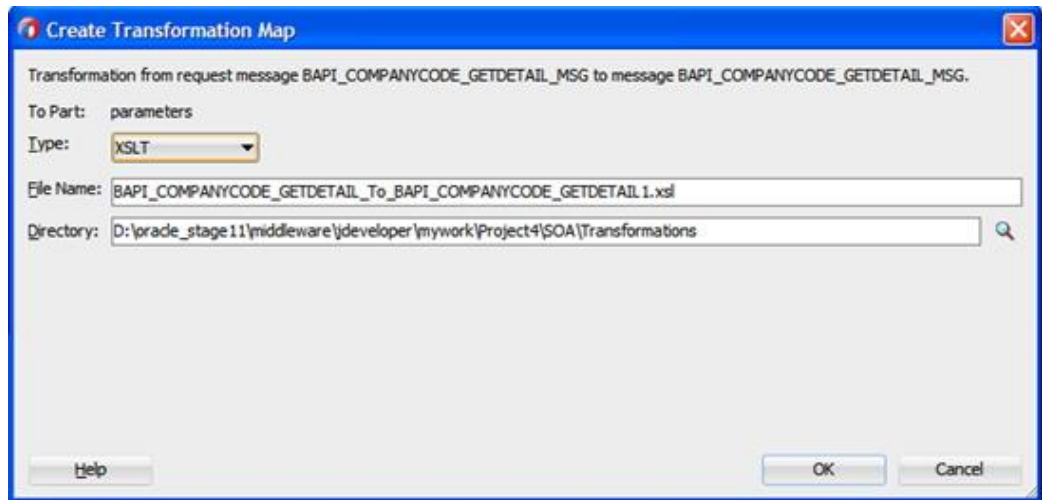 Create Transformation Map
Transformation from request message BAPI_COMPANYCODE_GETDETAIL_MSG to message BAPI_COMPANYCODE_GETDETAIL_MSG.
To Part: parameters
Type: XSLT
File Name: BAPI_COMPANYCODE_GETDETAIL_To_BAPI_COMPANYCODE_GETDETAIL1.xsl
Directory: D:\oracle_stage11\middleware\jdeveloper\mywork\Project4\SOA\Transformations
Help OK Cancel